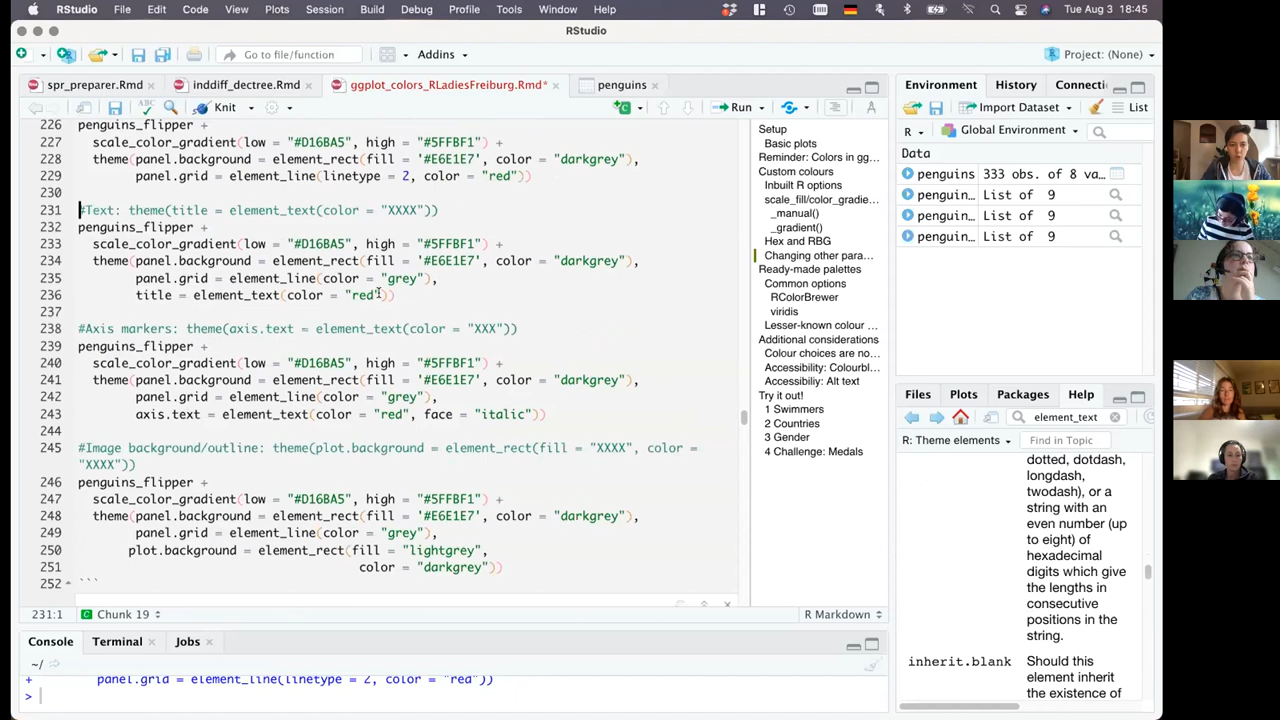 RStudio File Edit Code View Plots Session Build Debug Profile Tools Window Help Tue Aug 3 18:45
RStudio
Go to file/function Addins Project: (None)
spr_preparer.Rmd inddiff_dectree.Rmd ggplot_colors_RLadiesFreiburg.Rmd* penguins
Knit Run
226 penguins_flipper +
227 scale_color_gradient(low = "#D16BA5", high = "#5FFBF1") +
228 theme(panel.background = element_rect(fill = '#E6E1E7', color = "darkgrey"),
229 panel.grid = element_line(linetype = 2, color = "red"))
230
231 #Text: theme(title = element_text(color = "XXXX"))
232 penguins_flipper +
233 scale_color_gradient(low = "#D16BA5", high = "#5FFBF1") +
234 theme(panel.background = element_rect(fill = '#E6E1E7', color = "darkgrey"),
235 panel.grid = element_line(color = "grey"),
236 title = element_text(color = "red"))
237
238 #Axis markers: theme(axis.text = element_text(color = "XXX"))
239 penguins_flipper +
240 scale_color_gradient(low = "#D16BA5", high = "#5FFBF1") +
241 theme(panel.background = element_rect(fill = '#E6E1E7', color = "darkgrey"),
242 panel.grid = element_line(color = "grey"),
243 axis.text = element_text(color = "red", face = "italic"))
244
245 #Image background/outline: theme(plot.background = element_rect(fill = "XXXX", color =
"XXXX"))
246 penguins_flipper +
247 scale_color_gradient(low = "#D16BA5", high = "#5FFBF1") +
248 theme(panel.background = element_rect(fill = '#E6E1E7', color = "darkgrey"),
249 panel.grid = element_line(color = "grey"),
250 plot.background = element_rect(fill = "lightgrey",
251 color = "darkgrey"))
252 ```
231:1 Chunk 19 R Markdown
Setup
Basic plots
Reminder: Colors in gg...
Custom colours
Inbuilt R options
scale_fill/color_gradie...
_manual()
_gradient()
Hex and RBG
Changing other para...
Ready-made palettes
Common options
RColorBrewer
viridis
Lesser-known colour ...
Additional considerations
Colour choices are no...
Accessibility: Colourbl...
Accessibiliy: Alt text
Try it out!
1 Swimmers
2 Countries
3 Gender
4 Challenge: Medals
Console Terminal Jobs
~/
+ panel.grid = element_line(linetype = 2, color = "red"))
>
Environment History Connecti
Import Dataset List
R Global Environment
Data
penguins 333 obs. of 8 va...
penguin... List of 9
penguin... List of 9
penguin... List of 9
Files Plots Packages Help
element_text
R: Theme elements Find in Topic
dotted, dotdash,
longdash,
twodash), or a
string with an
even number (up
to eight) of
hexadecimal
digits which give
the lengths in
consecutive
positions in the
string.
inherit.blank Should this
element inherit
the existence of